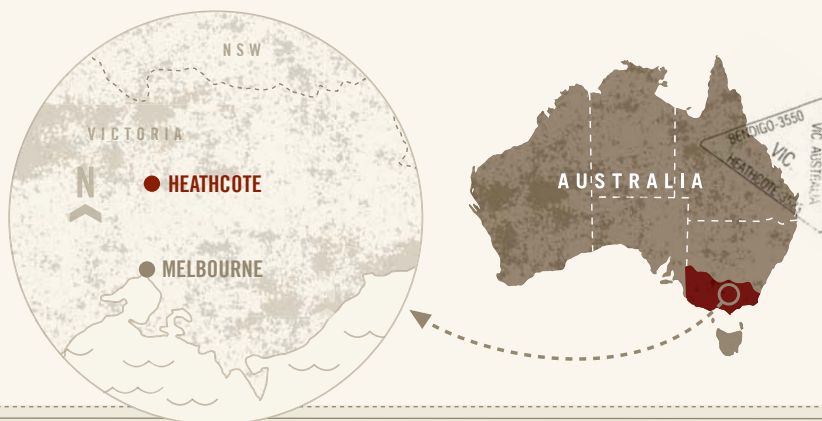 NSW
VICTORIA
N
HEATHCOTE
MELBOURNE
AUSTRALIA
BENDIGO-3550
VIC
HEATHCOTE
VIC AUSTRALIA